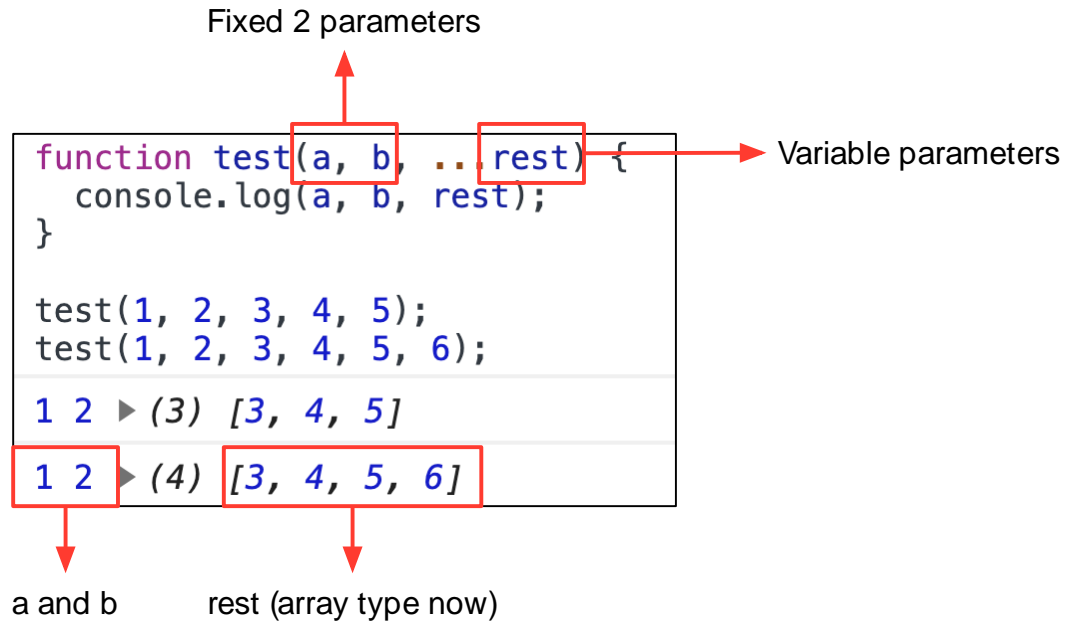 Fixed 2 parameters
function test(a, b, ...rest) {
Variable parameters
  console.log(a, b, rest);
}
test(1, 2, 3, 4, 5);
test(1, 2, 3, 4, 5, 6);
1 2 ▶ (3) [3, 4, 5]
1 2 ▶ (4) [3, 4, 5, 6]
a and b
rest (array type now)